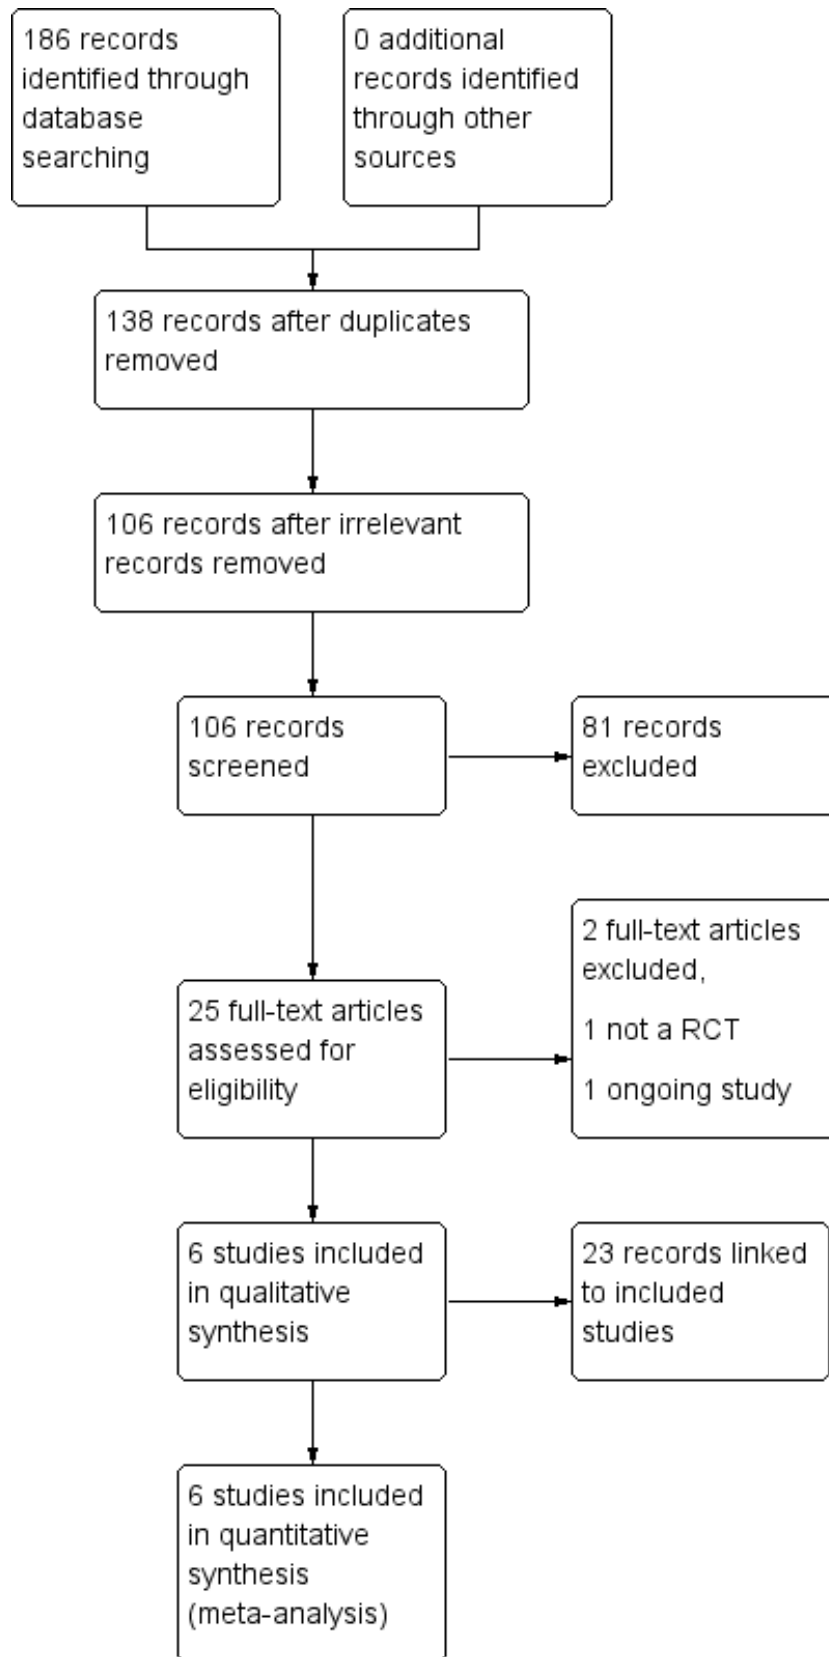 186 records
identified through
database
searching
0 additional
records identified
through other
sources
138 records after duplicates
removed
106 records after irrelevant
records removed
106 records
screened
81 records
excluded
25 full-text articles
assessed for
eligibility
2 full-text articles
excluded,
1 not a RCT
1 ongoing study
6 studies included
in qualitative
synthesis
23 records linked
to included
studies
6 studies included
in quantitative
synthesis
(meta-analysis)